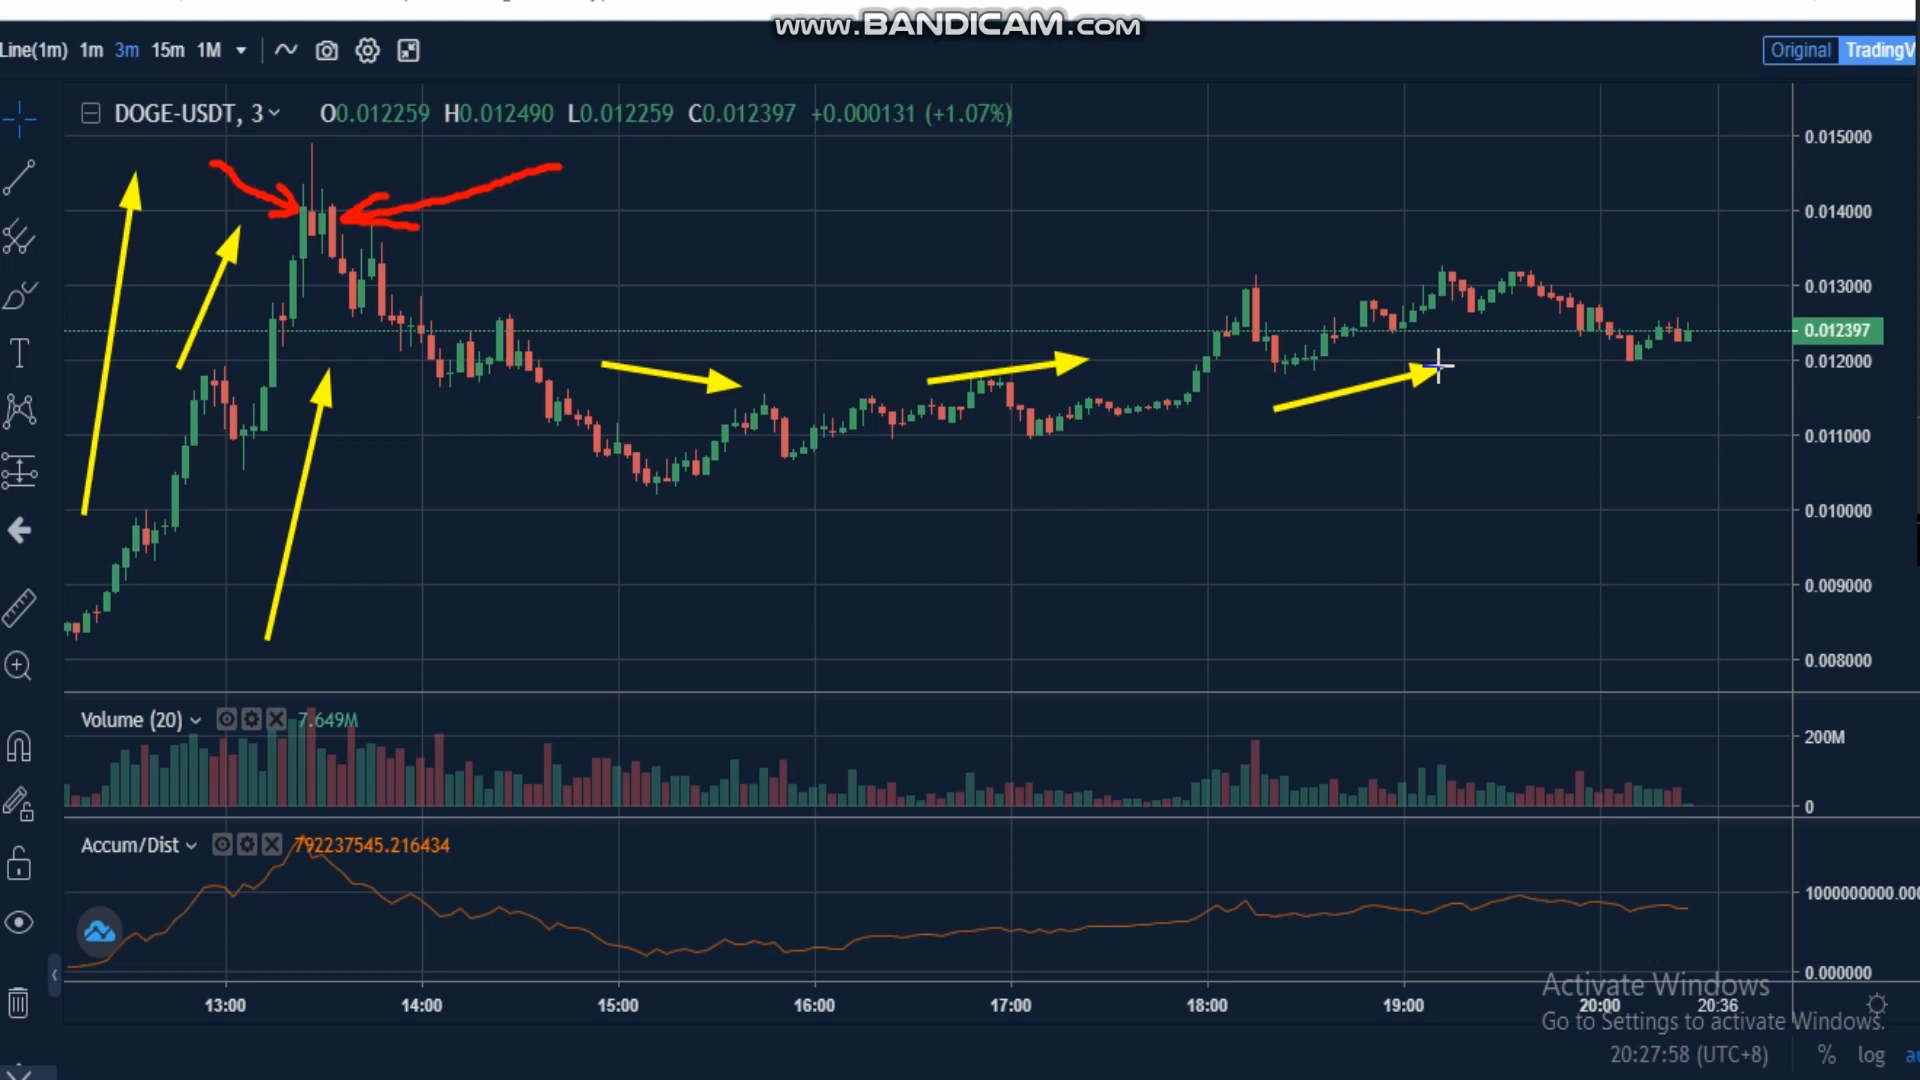 www.BANDICAM.com
Line(1m) 1m 3m 15m 1M
Original TradingV
DOGE-USDT, 3 O0.012259 H0.012490 L0.012259 C0.012397 +0.000131 (+1.07%)
0.015000
0.014000
0.013000
0.012397
0.012000
0.011000
0.010000
0.009000
0.008000
Volume (20) 7.649M
200M
0
Accum/Dist 792237545.216434
1000000000.00
0.000000
13:00 14:00 15:00 16:00 17:00 18:00 19:00 20:00 20:36
Activate Windows
Go to Settings to activate Windows.
20:27:58 (UTC+8) % log